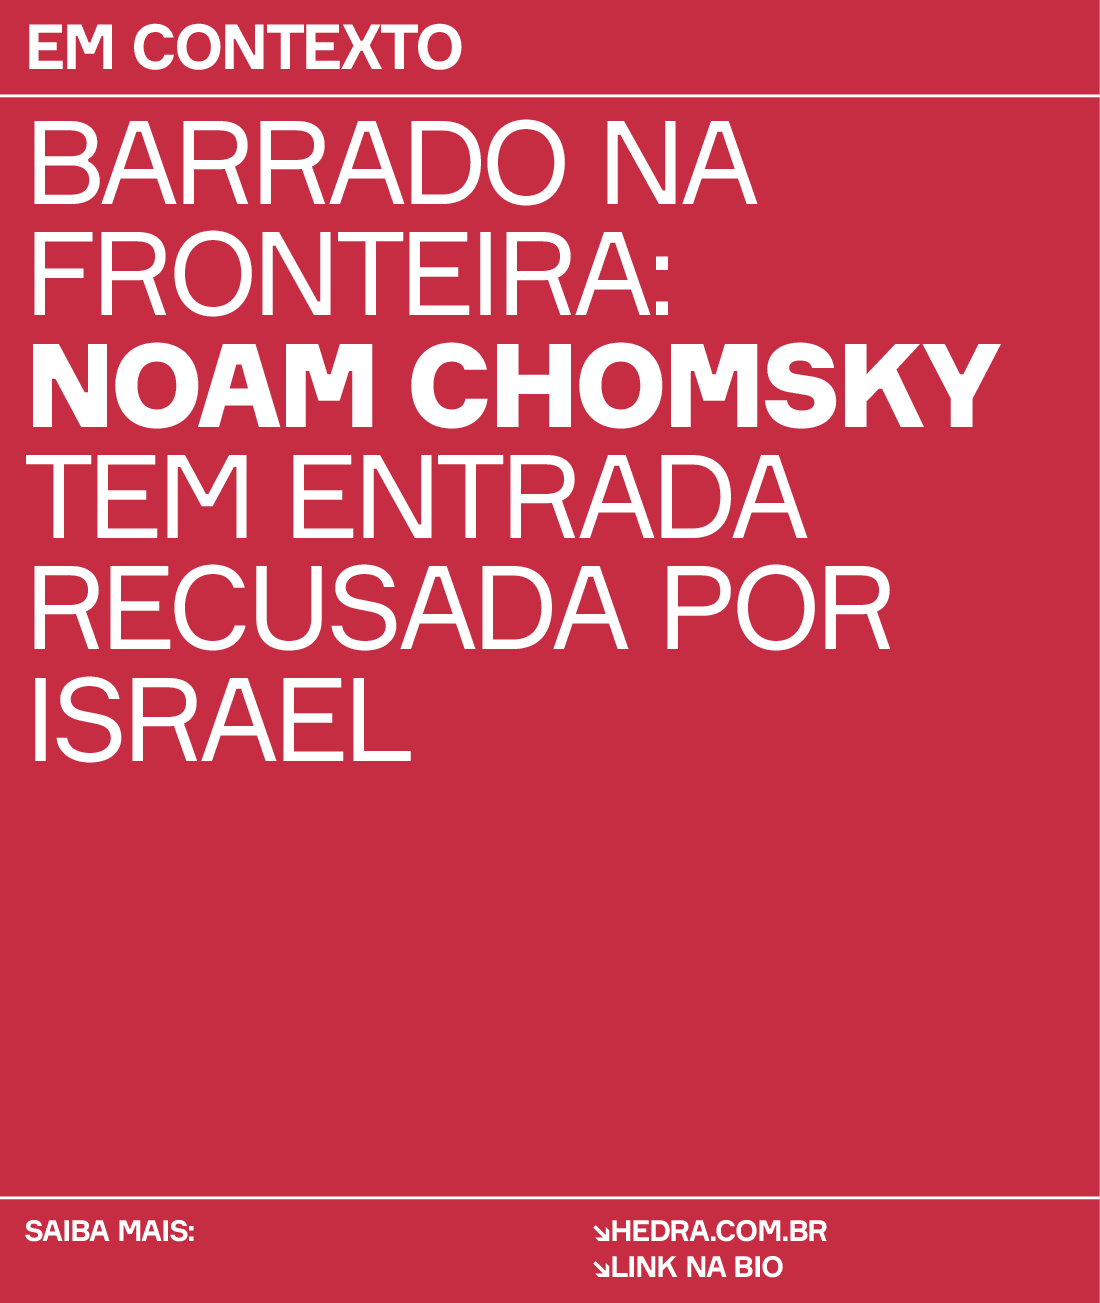 EM CONTEXTO
BARRADO NA
FRONTEIRA:
NOAM CHOMSKY
TEM ENTRADA
RECUSADA POR
ISRAEL
SAIBA MAIS:
↘HEDRA.COM.BR
↘LINK NA BIO